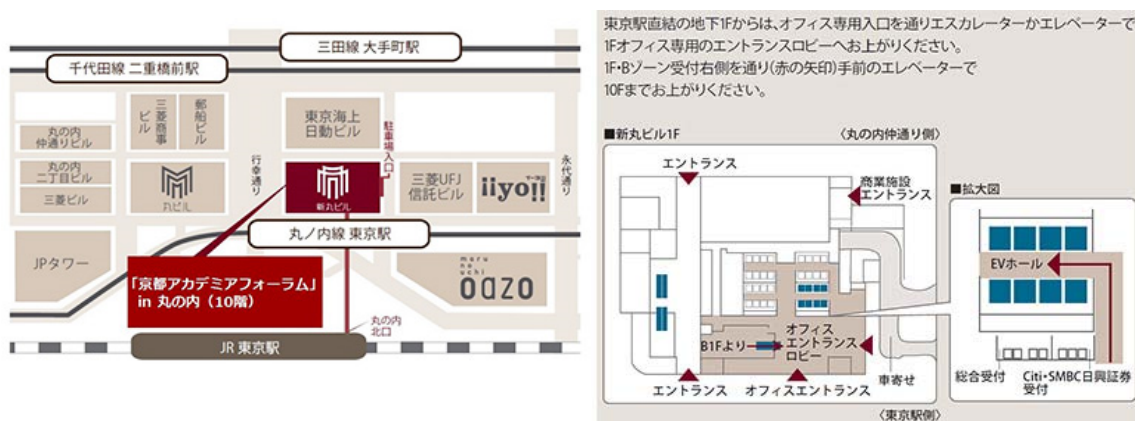 三田線 大手町駅
千代田線 二重橋前駅
丸の内
仲通りビル
三菱商事
ビル
郵船ビル
東京海上
日動ビル
駐車場入口
丸の内
二丁目ビル
三菱ビル
丸ビル
行幸通り
新丸ビル
三菱UFJ
信託ビル
iiyo!!
永代通り
丸ノ内線 東京駅
JPタワー
「京都アカデミアフォーラム」
in 丸の内（10階）
maru
no
uchi
oazo
丸の内
北口
JR 東京駅
東京駅直結の地下1Fからは、オフィス専用入口を通りエスカレーターかエレベーターで
1Fオフィス専用のエントランスロビーへお上がりください。
1F・Bゾーン受付右側を通り(赤の矢印)手前のエレベーターで
10Fまでお上がりください。
■新丸ビル1F
〈丸の内仲通り側〉
エントランス
商業施設
エントランス
B1Fより
オフィス
エントランス
ロビー
エントランス
オフィスエントランス
車寄せ
〈東京駅側〉
■拡大図
EVホール
総合受付
Citi・SMBC日興証券
受付